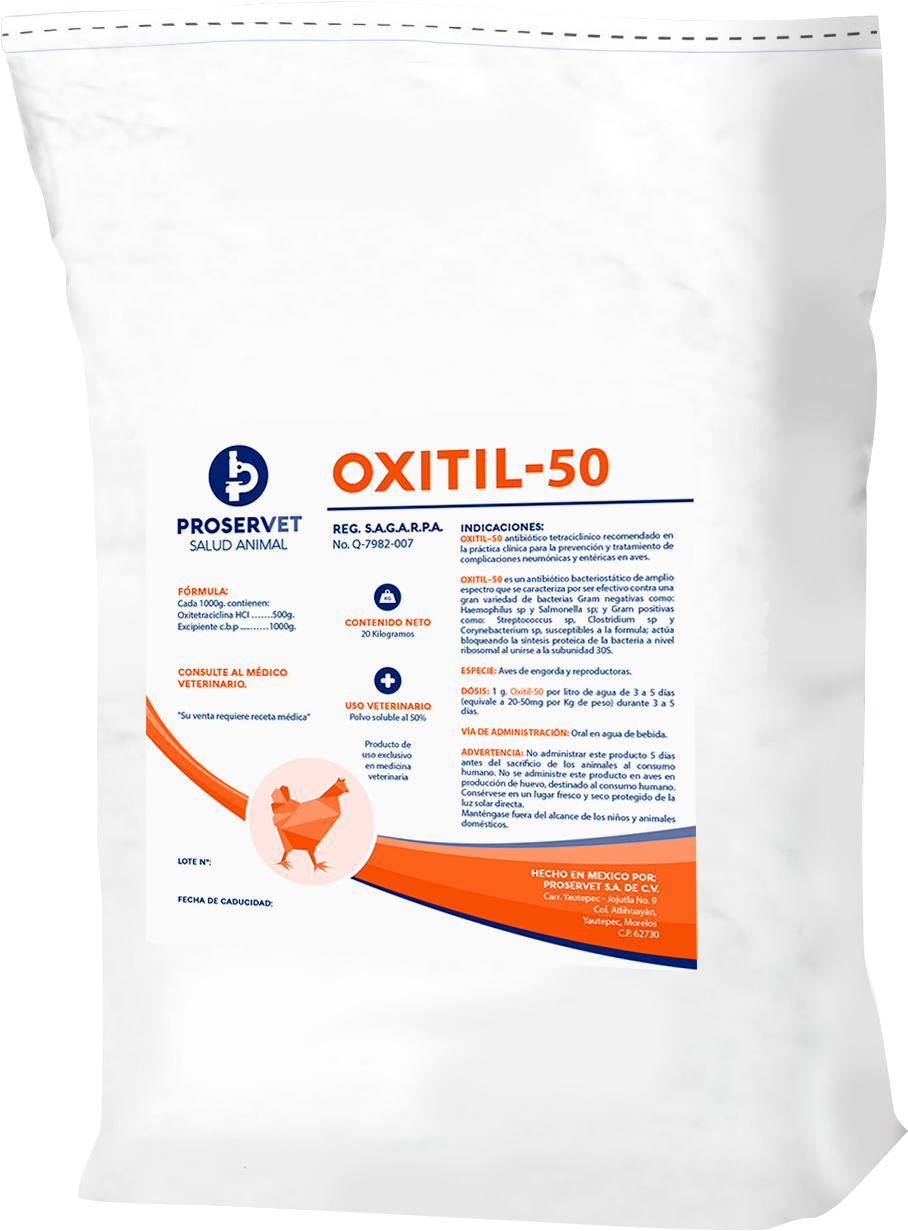 PROSERVET
SALUD ANIMAL
OXITIL-50
REG. S.A.G.A.R.P.A.
No. Q-7982-007
FÓRMULA:
Cada 1000g. contienen:
Oxitetraciclina HCl .......500g.
Excipiente c.b.p ..........1000g.
CONSULTE AL MÉDICO
VETERINARIO.
"Su venta requiere receta médica"
KG
CONTENIDO NETO
20 Kilogramos
USO VETERINARIO
Polvo soluble al 50%
Producto de
uso exclusivo
en medicina
veterinaria
INDICACIONES:
OXITIL-50 antibiótico tetraciclinico recomendado en
la práctica clínica para la prevención y tratamiento de
complicaciones neumónicas y entéricas en aves.
OXITIL-50 es un antibiótico bacteriostático de amplio
espectro que se caracteriza por ser efectivo contra una
gran variedad de bacterias Gram negativas como:
Haemophilus sp y Salmonella sp; y Gram positivas
como: Streptococcus sp, Clostridium sp y
Corynebacterium sp, susceptibles a la formula; actúa
bloqueando la síntesis proteica de la bacteria a nivel
ribosomal al unirse a la subunidad 30S.
ESPECIE: Aves de engorda y reproductoras.
DÓSIS: 1 g. Oxitil-50 por litro de agua de 3 a 5 días
(equivale a 20-50mg por Kg de peso) durante 3 a 5
días.
VÍA DE ADMINISTRACIÓN: Oral en agua de bebida.
ADVERTENCIA: No administrar este producto 5 días
antes del sacrificio de los animales al consumo
humano. No se administre este producto en aves en
producción de huevo, destinado al consumo humano.
Consérvese en un lugar fresco y seco protegido de la
luz solar directa.
Manténgase fuera del alcance de los niños y animales
domésticos.
LOTE N°:
FECHA DE CADUCIDAD:
HECHO EN MEXICO POR:
PROSERVET S.A. DE C.V.
Carr. Yautepec - Jojutla No. 9
Col. Atlihuayán,
Yautepec, Morelos
C.P. 62730